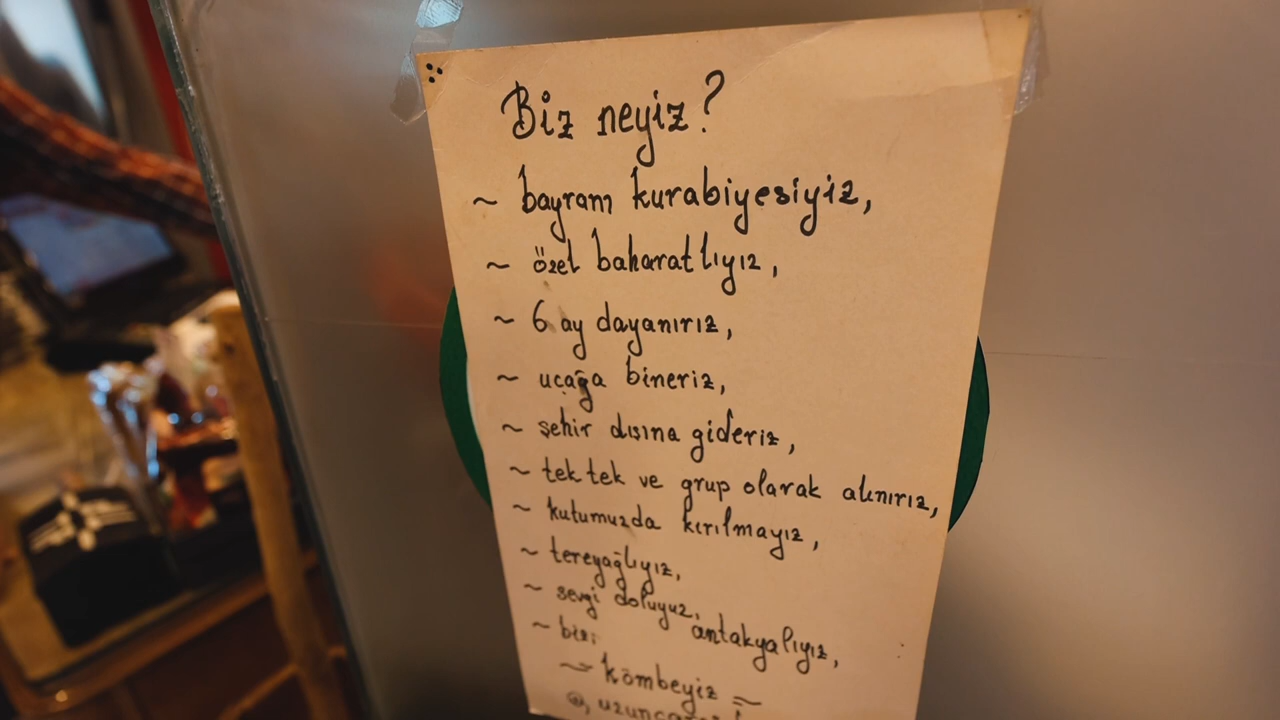 Biz neyiz?
~ bayram kurabiyesiyiz,
~ özel baharatlıyız,
~ 6 ay dayanırız,
~ uçağa bineriz,
~ şehir dışına gideriz,
~ tek tek ve grup olarak alınırız,
~ kutumuzda kırılmayız,
~ tereyağlıyız,
~ sevgi doluyuz,
antakyalıyız,
~ biz;
~ kömbeyiz ~